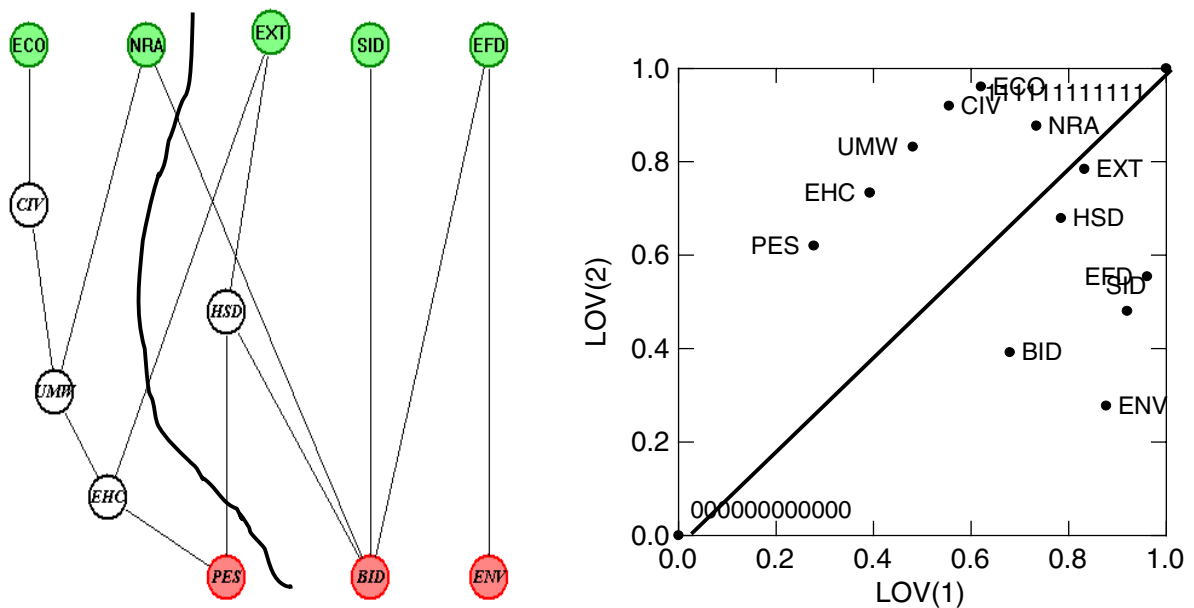 ECO NRA EXT SID EFD
CIV
HSD
UMW
EHC
PES BID ENV
1.0
0.8
0.6
0.4
0.2
0.0
LOV(2)
ECO
111111111111
CIV
NRA
UMW
EXT
EHC
HSD
PES
EFD
SID
BID
ENV
000000000000
0.0 0.2 0.4 0.6 0.8 1.0
LOV(1)